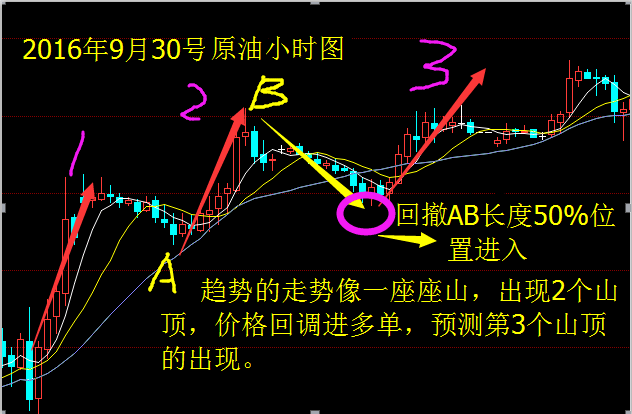 2016年9月30号原油小时图
3
2
B
1
回撤AB长度50%位
置进入
A
趋势的走势像一座座山，出现2个山
顶，价格回调进多单，预测第3个山顶
的出现。